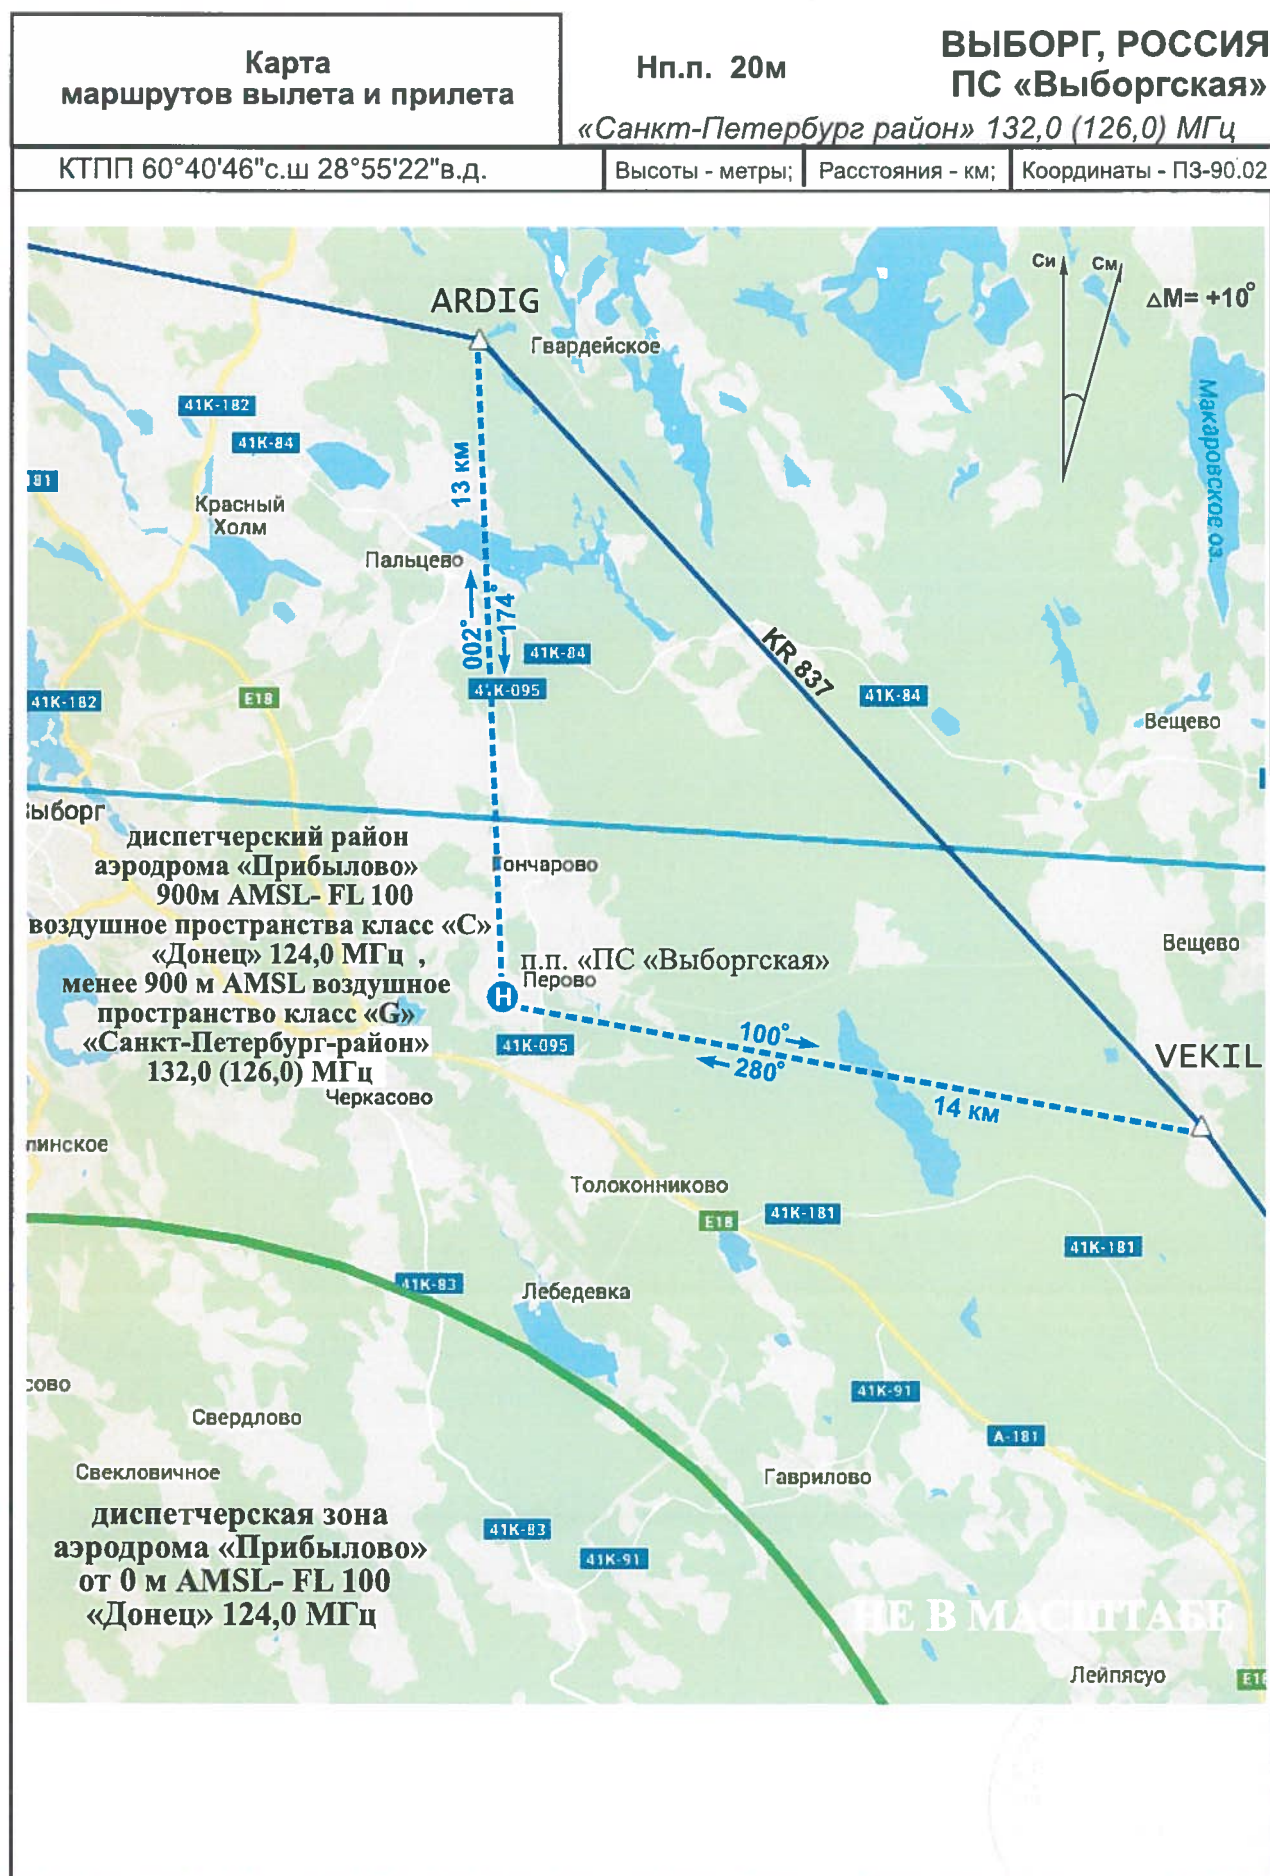 Карта
маршрутов вылета и прилета
Нп.п. 20м
ВЫБОРГ, РОССИЯ
ПС «Выборгская»
«Санкт-Петербург район» 132,0 (126,0) МГц
КТПП 60°40'46"с.ш 28°55'22"в.д.
Высоты - метры;
Расстояния - км;
Координаты - ПЗ-90.02
Си
См
△М= +10°
ARDIG
Гвардейское
41К-182
41К-84
181
Красный
Холм
13 км
Макаровское оз.
Пальцево
002°
174°
41К-84
41К-095
41К-182
E18
KR 837
41К-84
Вещево
ыборг
диспетчерский район
аэродрома «Прибылово»
900м AMSL- FL 100
воздушное пространства класс «С»
«Донец» 124,0 МГц ,
менее 900 м AMSL воздушное
пространство класс «G»
«Санкт-Петербург-район»
132,0 (126,0) МГц
Гончарово
Вещево
п.п. «ПС «Выборгская»
Перово
H
41К-095
100°
280°
14 км
VEKIL
Черкасово
линское
Толоконниково
E18
41К-181
41К-181
41К-83
Лебедевка
сово
41К-91
Свердлово
А-181
Свекловичное
Гаврилово
диспетчерская зона
аэродрома «Прибылово»
от 0 м AMSL- FL 100
«Донец» 124,0 МГц
41К-83
41К-91
НЕ В МАСШТАБЕ
Лейпясуо
E18